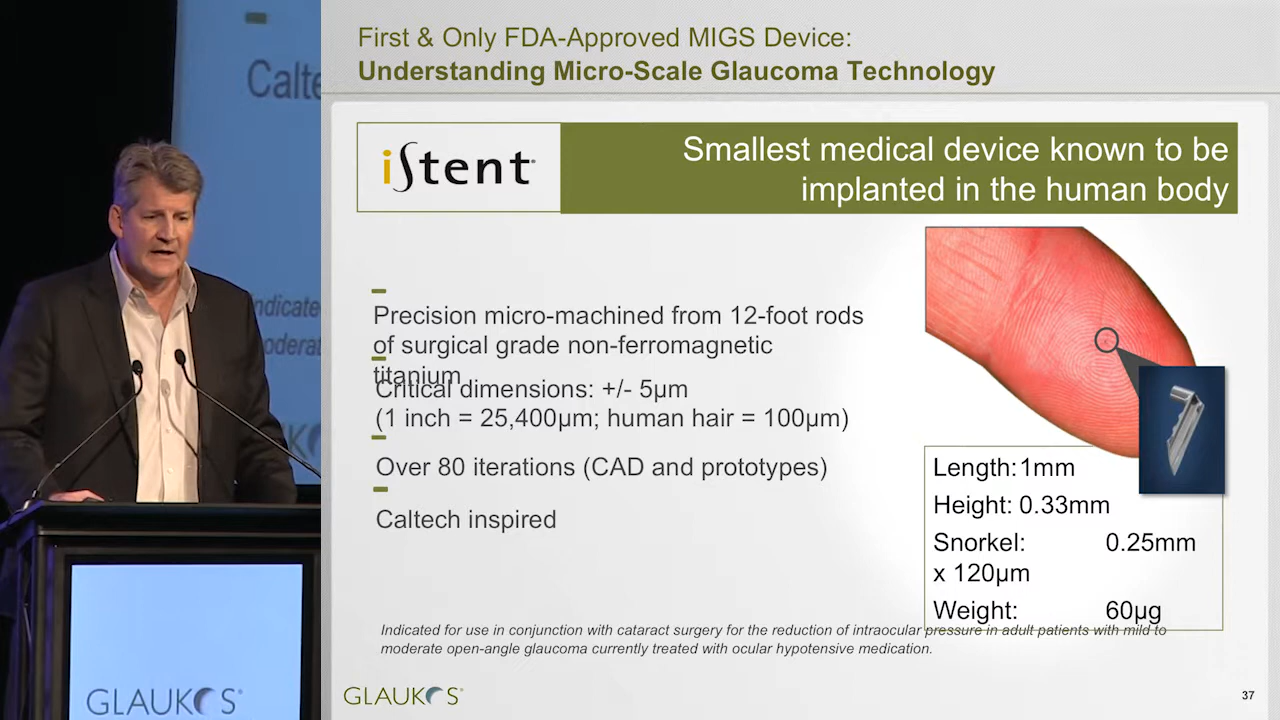 First & Only FDA-Approved MIGS Device:
Understanding Micro-Scale Glaucoma Technology
iStent
Smallest medical device known to be
implanted in the human body
Precision micro-machined from 12-foot rods
of surgical grade non-ferromagnetic
titanium
Critical dimensions: +/- 5µm
(1 inch = 25,400µm; human hair = 100µm)
Over 80 iterations (CAD and prototypes)
Caltech inspired
Length: 1mm
Height: 0.33mm
Snorkel: 0.25mm
x 120µm
Weight: 60µg
Indicated for use in conjunction with cataract surgery for the reduction of intraocular pressure in adult patients with mild to
moderate open-angle glaucoma currently treated with ocular hypotensive medication.
GLAUKOS®
37
Calte
ndicate
oderat
GLAUKOS®